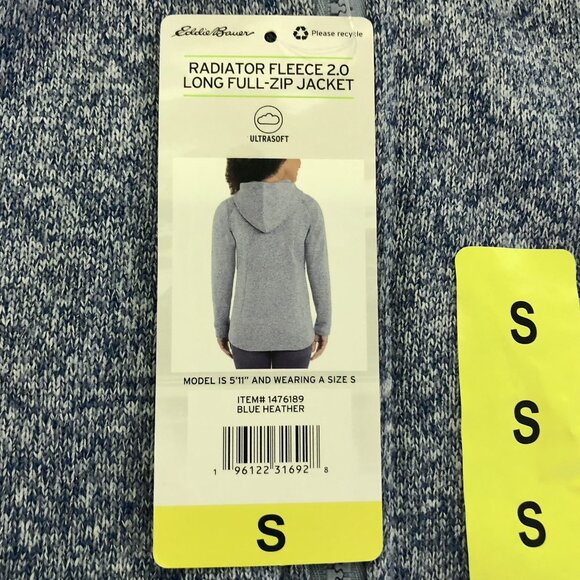 Eddie Bauer
Please recycle
RADIATOR FLEECE 2.0
LONG FULL-ZIP JACKET
ULTRASOFT
MODEL IS 5'11" AND WEARING A SIZE S
ITEM# 1476189
BLUE HEATHER
1 96122 31692 8
S
S
S
S